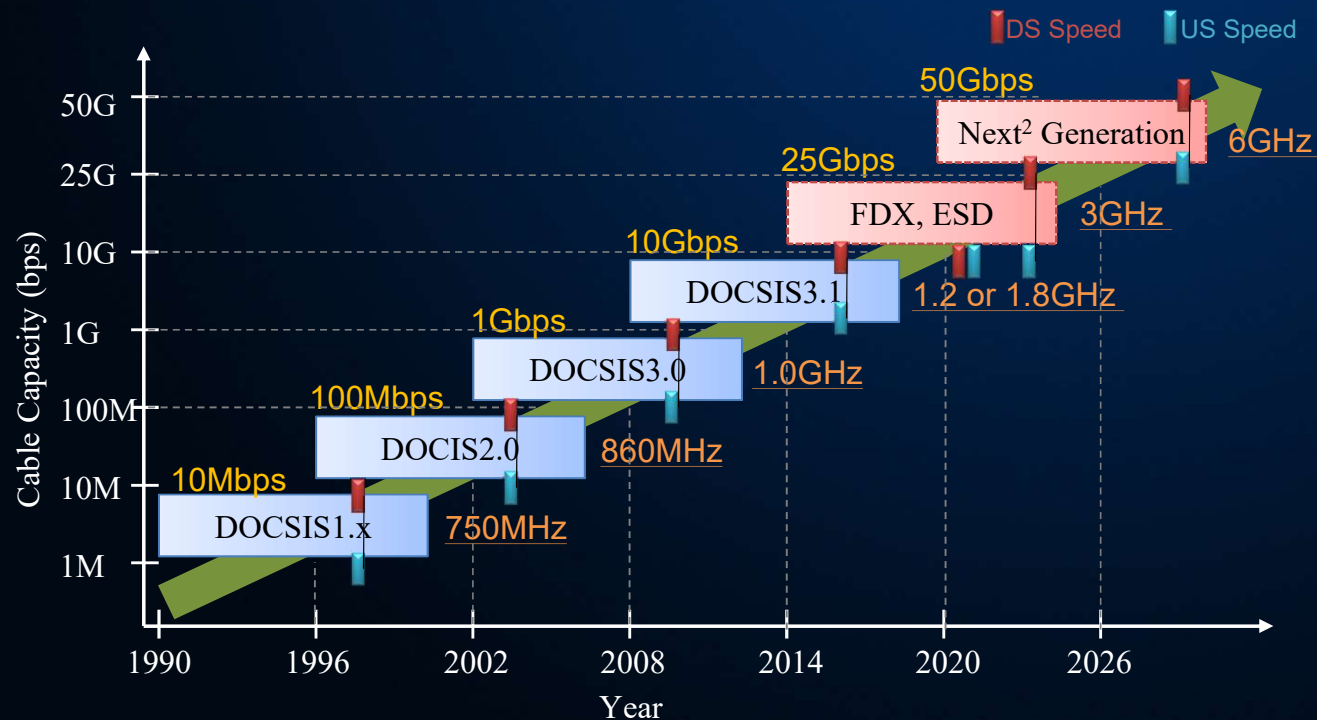 DS Speed
US Speed
50G
25G
10G
1G
100M
10M
1M
Cable Capacity (bps)
50Gbps
Next² Generation
6GHz
25Gbps
FDX, ESD
3GHz
10Gbps
DOCSIS3.1
1.2 or 1.8GHz
1Gbps
DOCSIS3.0
1.0GHz
100Mbps
DOCIS2.0
860MHz
10Mbps
DOCSIS1.x
750MHz
1990
1996
2002
2008
2014
2020
2026
Year